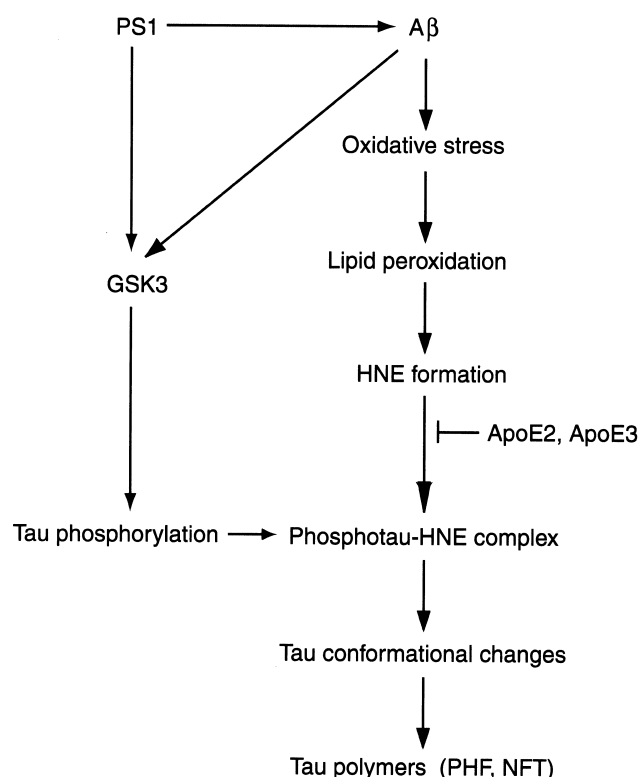 PS1
Aβ
Oxidative stress
Lipid peroxidation
GSK3
HNE formation
ApoE2, ApoE3
Tau phosphorylation
Phosphotau-HNE complex
Tau conformational changes
Tau polymers (PHF, NFT)